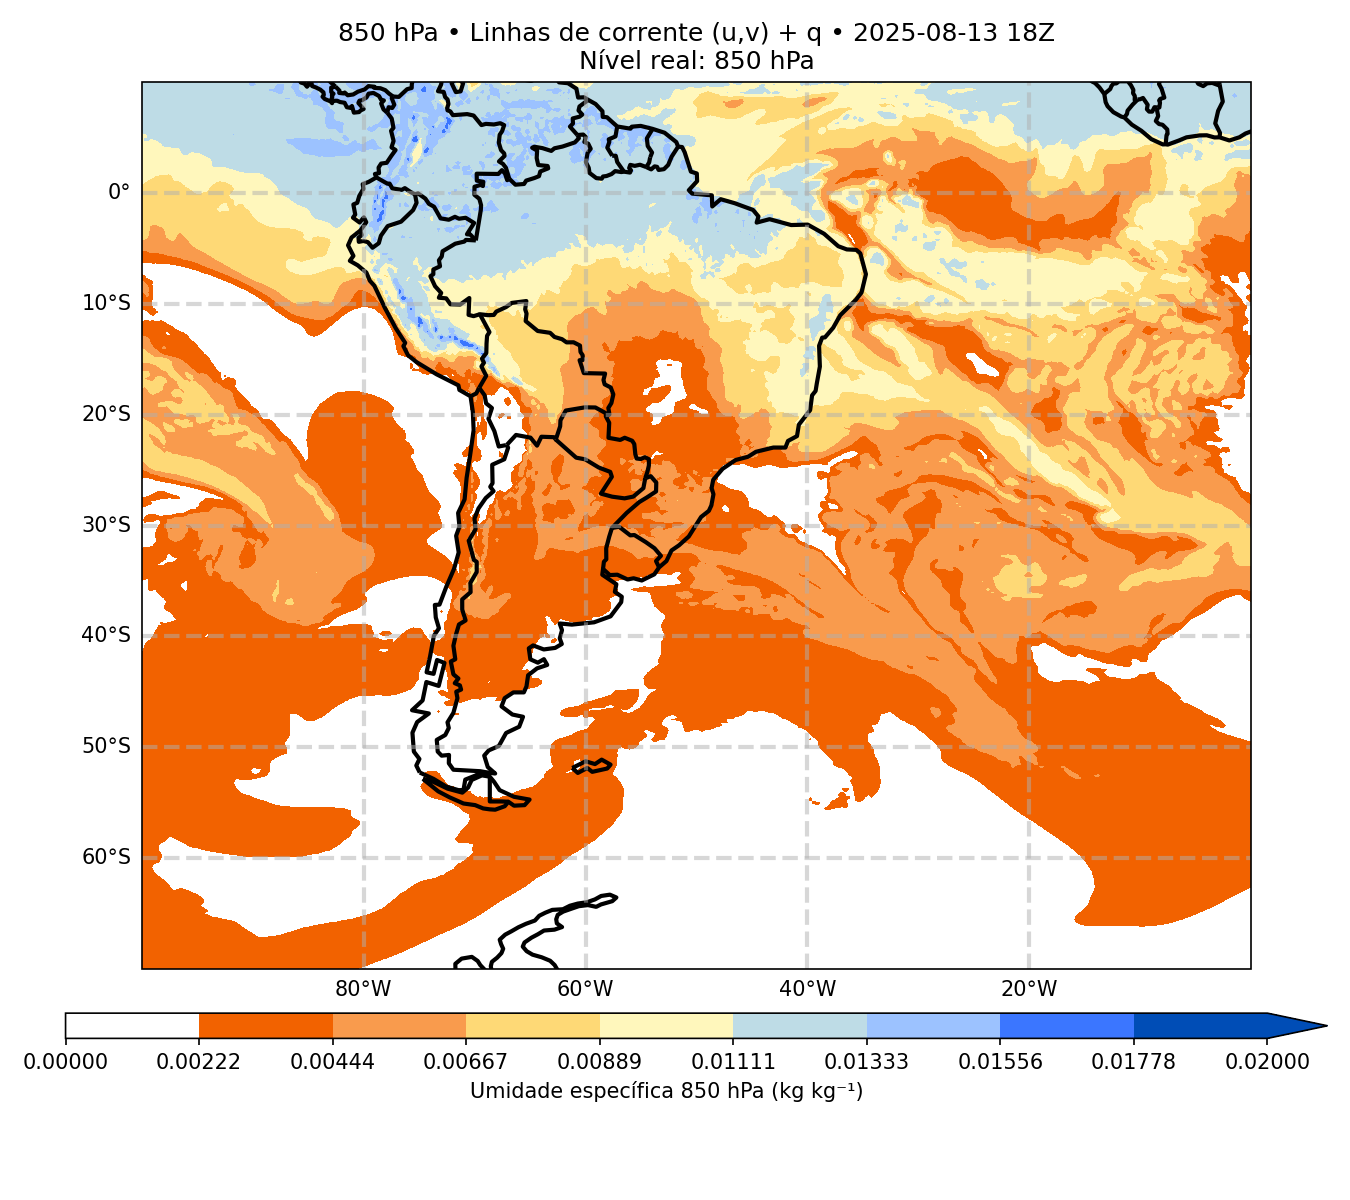 850 hPa • Linhas de corrente (u,v) + q • 2025-08-13 18Z
Nível real: 850 hPa
0°
10°S
20°S
30°S
40°S
50°S
60°S
80°W 60°W 40°W 20°W
0.00000 0.00222 0.00444 0.00667 0.00889 0.01111 0.01333 0.01556 0.01778 0.02000
Umidade específica 850 hPa (kg kg⁻¹)